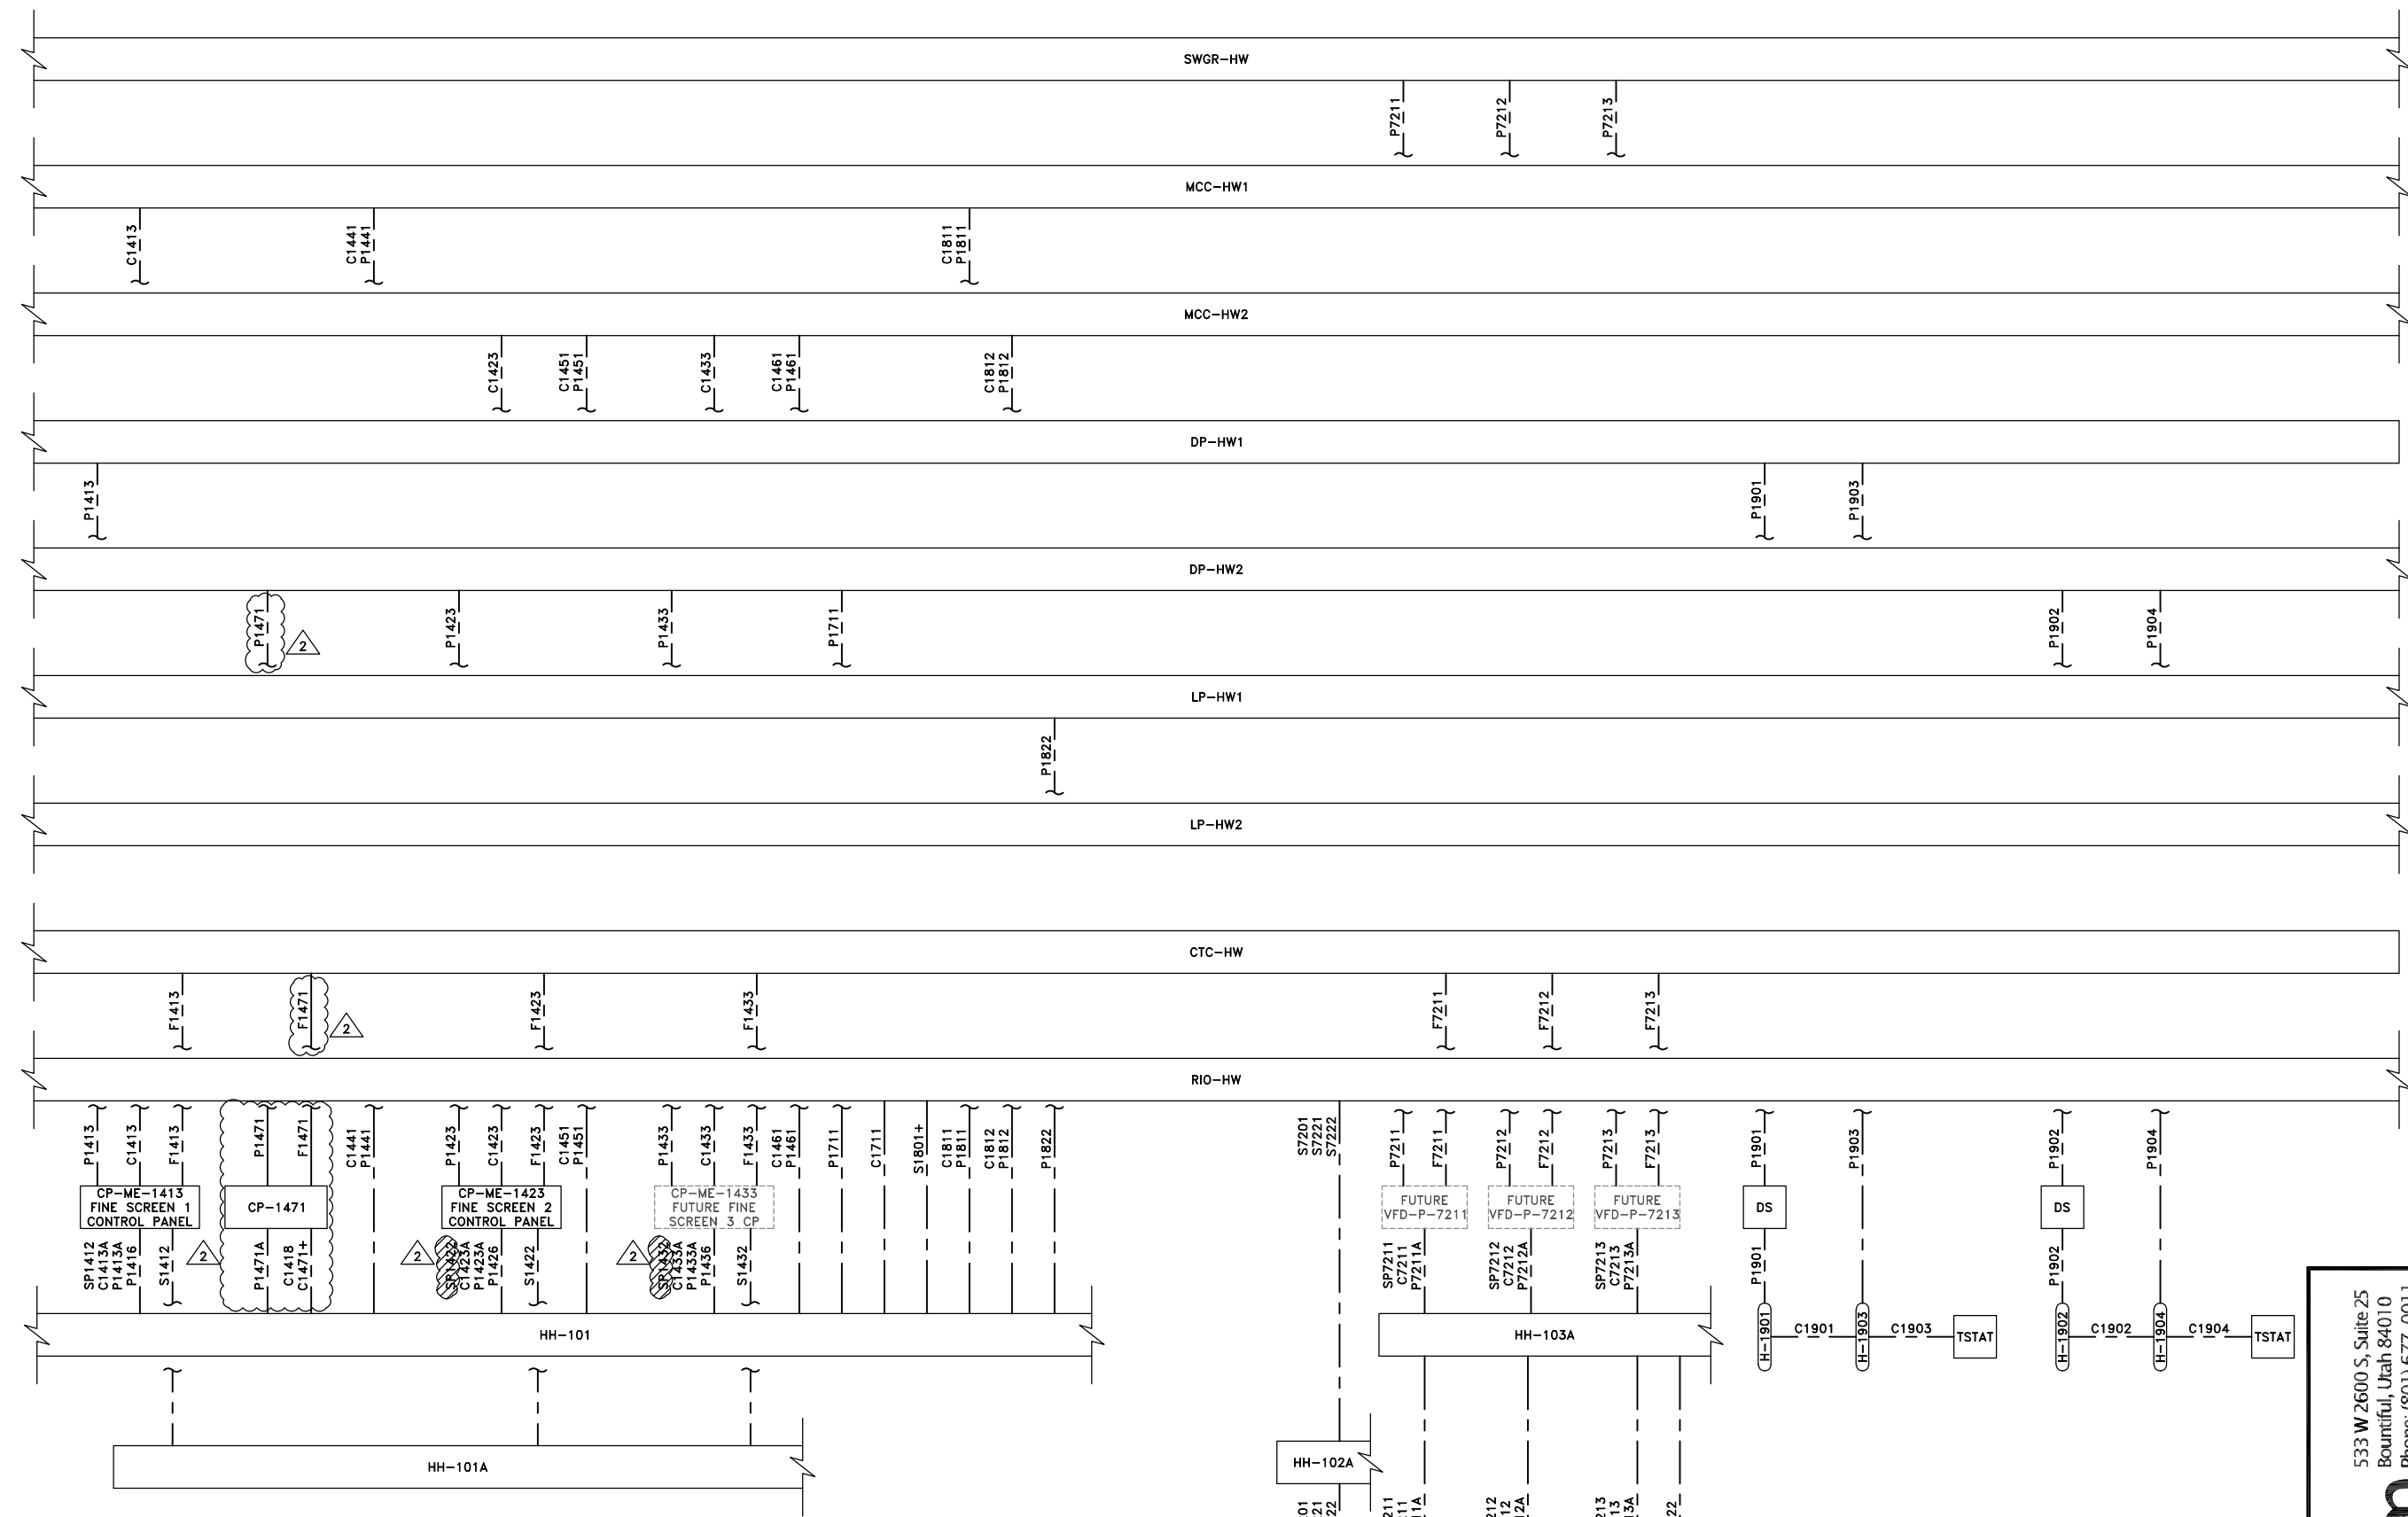 SWGR-HW
P7211
P7212
P7213
MCC-HW1
C1413
C1441
P1441
C1811
P1811
MCC-HW2
C1423
C1451
P1451
C1433
C1461
P1461
C1812
P1812
DP-HW1
P1413
P1901
P1903
DP-HW2
P1471
2
P1423
P1433
P1711
P1902
P1904
LP-HW1
P1822
LP-HW2
CTC-HW
F1413
F1471
2
F1423
F1433
F7211
F7212
F7213
RIO-HW
P1413
C1413
F1413
P1471
F1471
C1441
P1441
P1423
C1423
F1423
C1451
P1451
P1433
C1433
F1433
C1461
P1461
P1711
C1711
S1801+
C1811
P1811
C1812
P1812
P1822
S7201
S7221
S7222
P7211
F7211
P7212
F7212
P7213
F7213
P1901
P1903
P1902
P1904
CP-ME-1413
FINE SCREEN 1
CONTROL PANEL
CP-1471
CP-ME-1423
FINE SCREEN 2
CONTROL PANEL
CP-ME-1433
FUTURE FINE
SCREEN 3 CP
FUTURE
VFD-P-7211
FUTURE
VFD-P-7212
FUTURE
VFD-P-7213
DS
DS
SP1412
C1413A
P1413A
P1416
S1412
2
P1471A
C1418
C1471+
2
SP1422
C1423A
P1423A
P1426
S1422
2
SP1432
C1433A
P1433A
P1436
S1432
SP7211
C7211
P7211A
SP7212
C7212
P7212A
SP7213
C7213
P7213A
P1901
P1902
HH-101
HH-103A
H-1901
C1901
H-1903
C1903
TSTAT
H-1902
C1902
H-1904
C1904
TSTAT
HH-101A
HH-102A
533 W 2600 S, Suite 25
Bountiful, Utah 84010